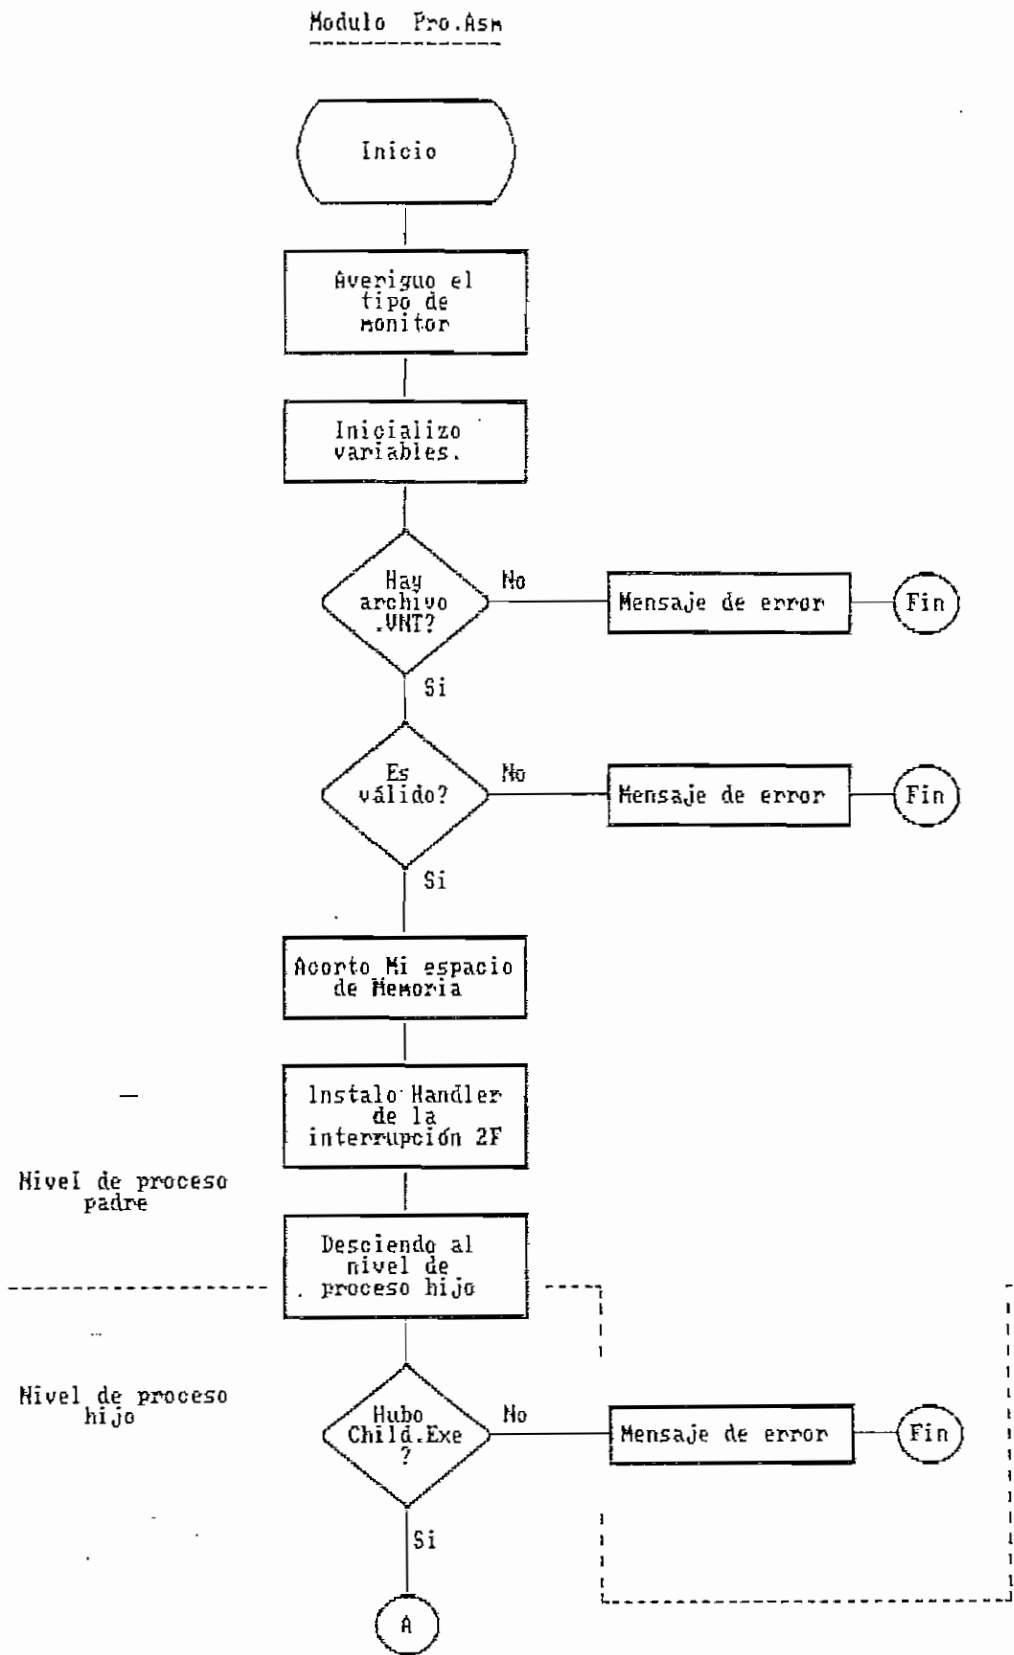 Modulo Pro.Asm
Inicio
Averiguo el
tipo de
monitor
Inicializo
variables.
Hay
archivo
.VNT?
No
Mensaje de error
Fin
Si
Es
válido?
No
Mensaje de error
Fin
Si
Acorto Mi espacio
de Memoria
Instalo Handler
de la
interrupción 2F
Nivel de proceso
padre
Desciendo al
nivel de
proceso hijo
Nivel de proceso
hijo
Hubo
Child.Exe
?
No
Mensaje de error
Fin
Si
A